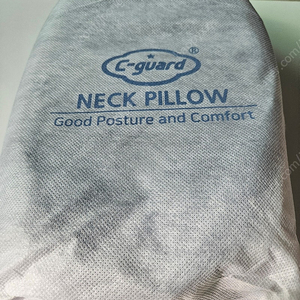 C-guard®
NECK PILLOW
Good Posture and Comfort